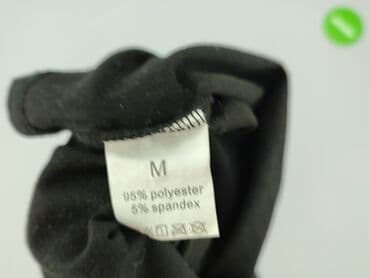 M
95% polyester
5% spandex